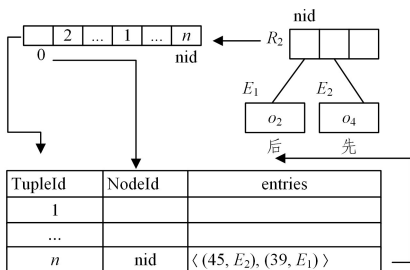 nid
2 ... 1 ... n
R2
0 nid
E1 E2
o2 o4
后 先
TupleId NodeId entries
1
...
n nid ⟨ (45, E2), (39, E1) ⟩